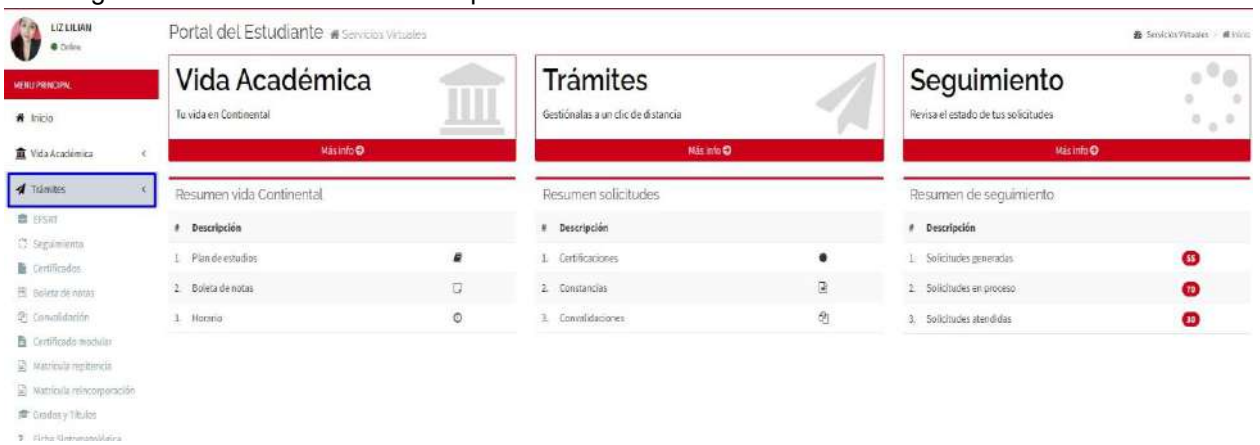 LIZ LILIAN
Online
MENU PRINCIPAL
Inicio
Vida Académica
Trámites
EFSRT
Seguimiento
Certificados
Boleta de notas
Convalidación
Certificado modular
Matrícula repitencia
Matrícula reincorporación
Grados y Títulos
Ficha Sintomatológica
Portal del Estudiante Servicios Virtuales
Servicios Virtuales Inicio
Vida Académica
Tu vida en Continental
Más info
Resumen vida Continental
# Descripción
1. Plan de estudios
2. Boleta de notas
3. Horario
Trámites
Gestiónalas a un clic de distancia
Más info
Resumen solicitudes
# Descripción
1. Certificaciones
2. Constancias
3. Convalidaciones
Seguimiento
Revisa el estado de tus solicitudes
Más info
Resumen de seguimiento
# Descripción
1. Solicitudes generadas 55
2. Solicitudes en proceso 70
3. Solicitudes atendidas 30